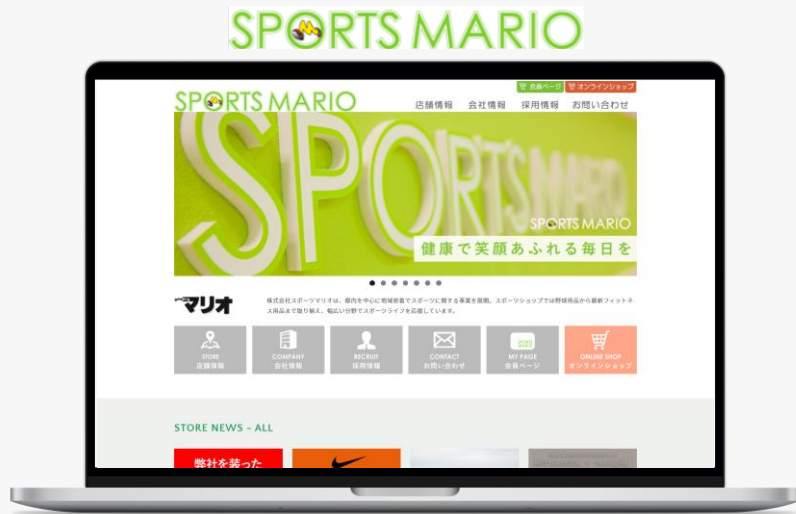 SPORTS MARIO
会員ページ オンラインショップ
SPORTS MARIO
店舗情報 会社情報 採用情報 お問い合わせ
SPORTS MARIO
SPORTS MARIO
健康で笑顔あふれる毎日を
マリオ
株式会社スポーツマリオは、都内を中心に地域密着でスポーツに関する事業を展開。スポーツショップでは野球用品から最新フィットネ
ス用品まで取り揃え、幅広い分野でスポーツライフを応援しています。
STORE
店舗情報
COMPANY
会社情報
RECRUIT
採用情報
CONTACT
お問い合わせ
MY PAGE
会員ページ
ONLINE SHOP
オンラインショップ
STORE NEWS – ALL
弊社を装った